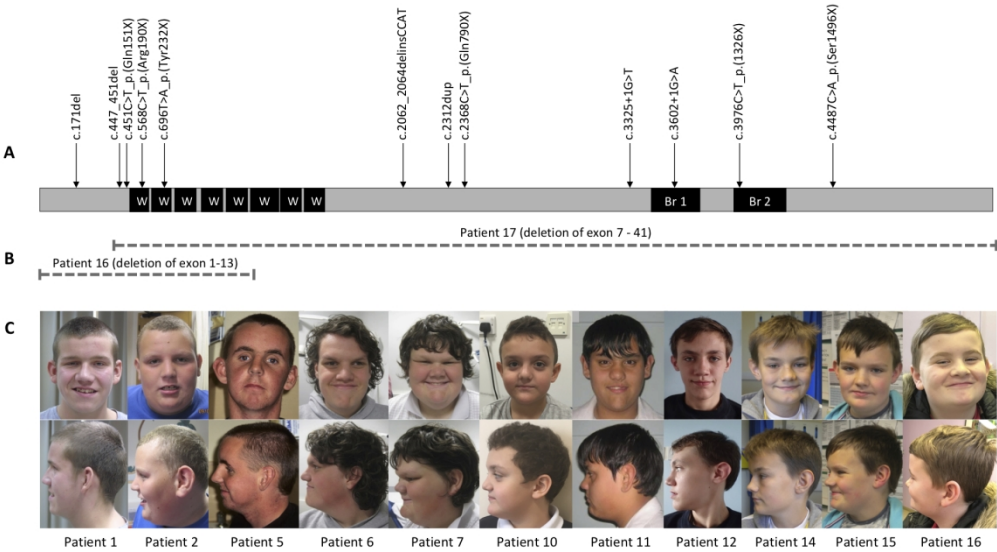 A
c.171del
c.447_451del
c.451C>T_p.(Gln151X)
c.568C>T_p.(Arg190X)
c.696T>A_p.(Tyr232X)
c.2062_2064delinsCCAT
c.2312dup
c.2368C>T_p.(Gln790X)
c.3325+1G>T
c.3602+1G>A
c.3976C>T_p.(1326X)
c.4487C>A_p.(Ser1496X)
W W W W W W W W Br 1 Br 2
Patient 17 (deletion of exon 7 - 41)
B
Patient 16 (deletion of exon 1-13)
C
Patient 1 Patient 2 Patient 5 Patient 6 Patient 7 Patient 10 Patient 11 Patient 12 Patient 14 Patient 15 Patient 16